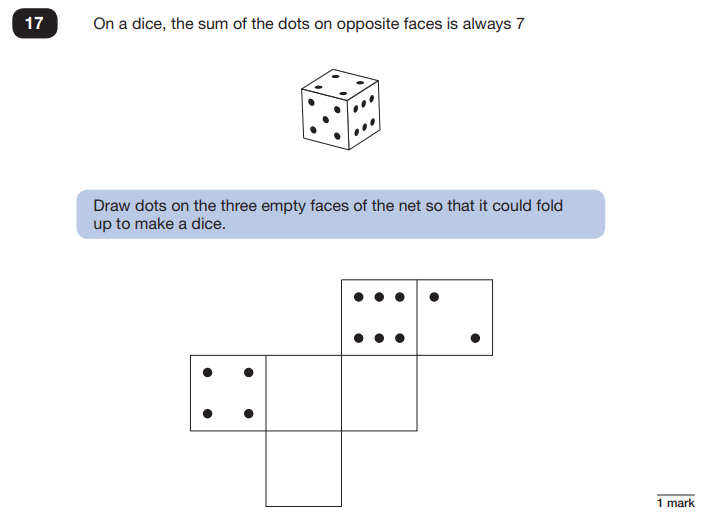 17
On a dice, the sum of the dots on opposite faces is always 7
Draw dots on the three empty faces of the net so that it could fold
up to make a dice.
1 mark